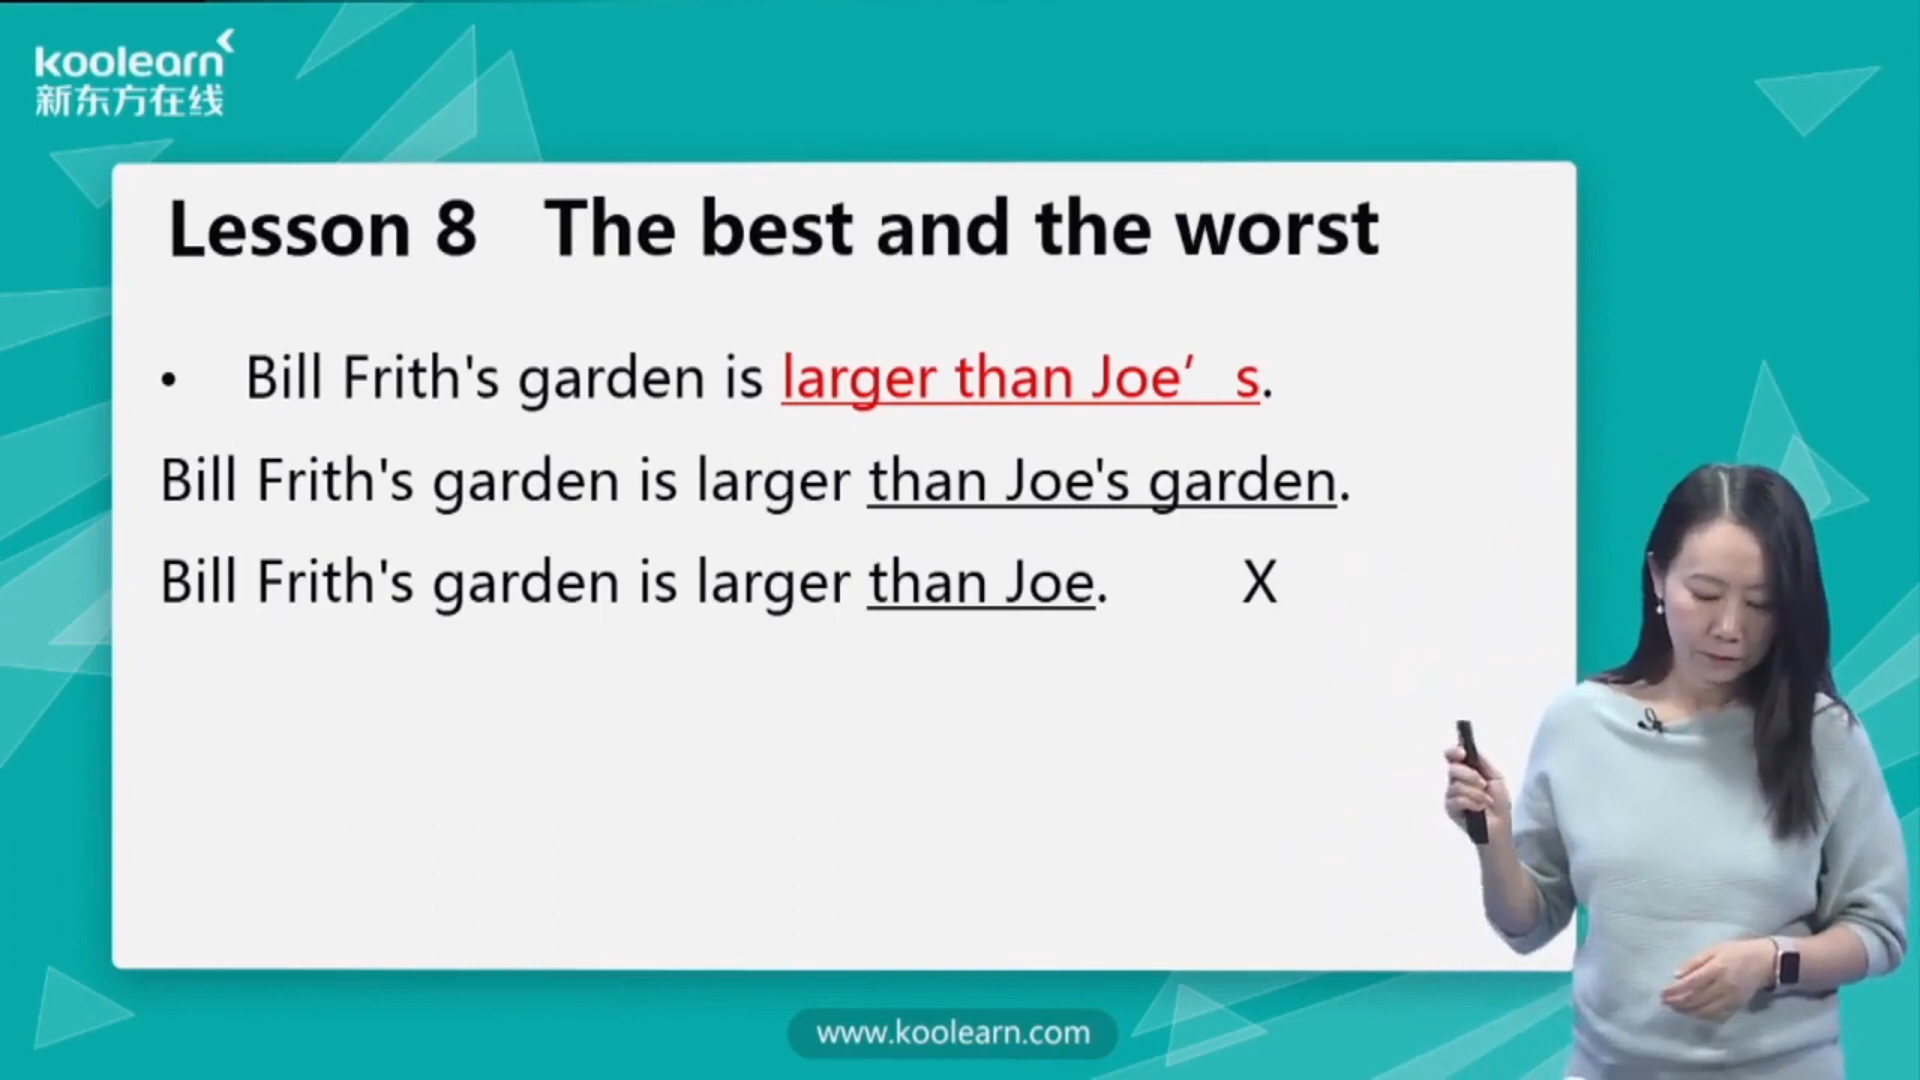 koolearn
新东方在线
Lesson 8 The best and the worst
• Bill Frith's garden is larger than Joe’ s.
Bill Frith's garden is larger than Joe's garden.
Bill Frith's garden is larger than Joe. X
www.koolearn.com